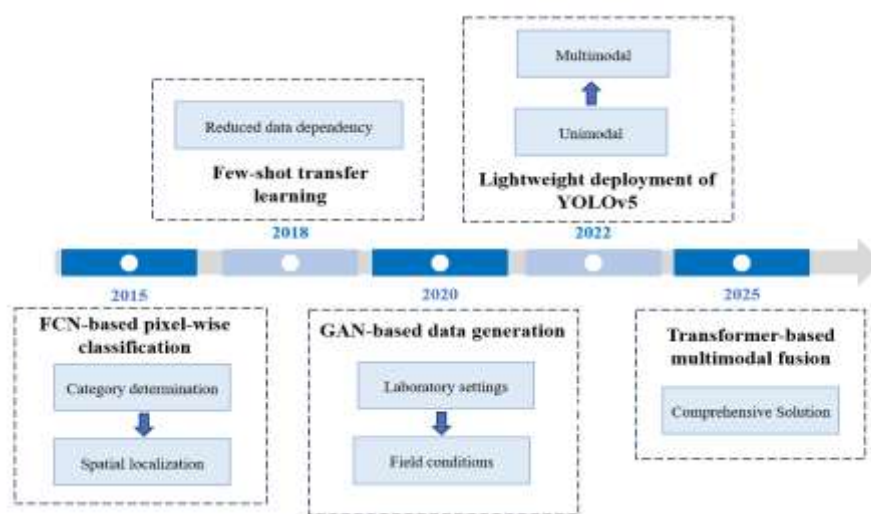 Multimodal
Unimodal
Lightweight deployment of
YOLOv5
Reduced data dependency
Few-shot transfer
learning
2018
2022
2015
2020
2025
FCN-based pixel-wise
classification
Category determination
Spatial localization
GAN-based data generation
Laboratory settings
Field conditions
Transformer-based
multimodal fusion
Comprehensive Solution